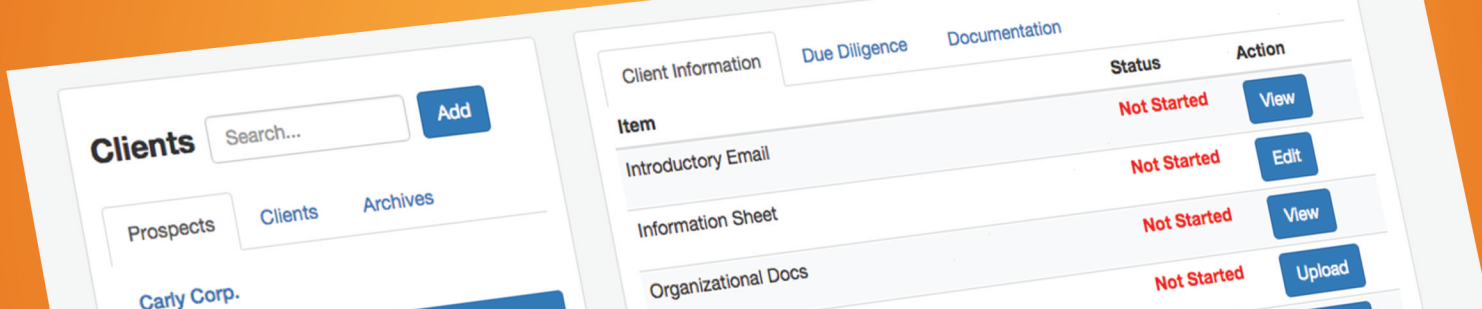 Clients Search... Add
Prospects Clients Archives
Carly Corp.
Client Information Due Diligence Documentation
Item Status Action
Introductory Email Not Started View
Information Sheet Not Started Edit
Organizational Docs Not Started View
Not Started Upload